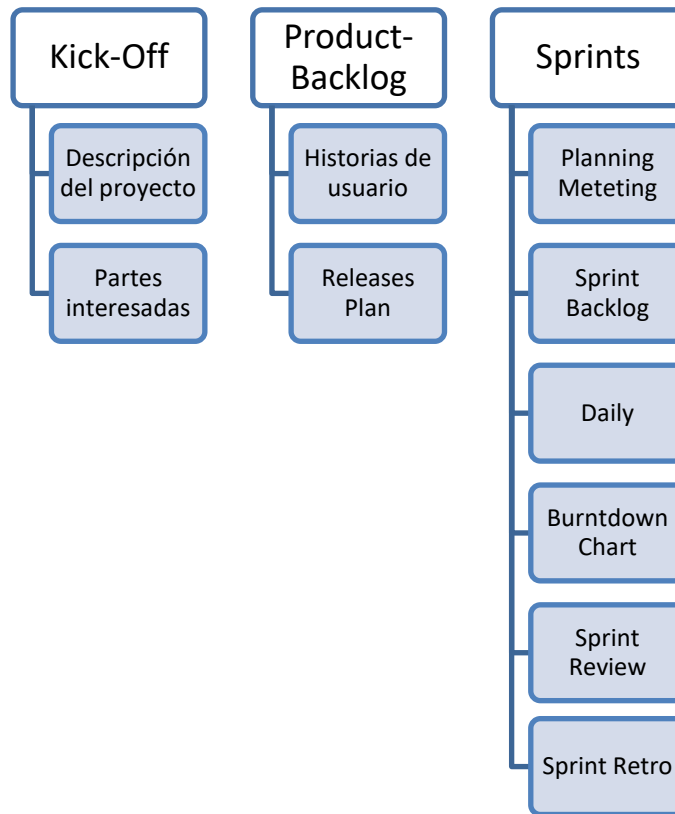 Kick-Off
Descripción
del proyecto
Partes
interesadas
Product-
Backlog
Historias de
usuario
Releases
Plan
Sprints
Planning
Meteting
Sprint
Backlog
Daily
Burntdown
Chart
Sprint
Review
Sprint Retro